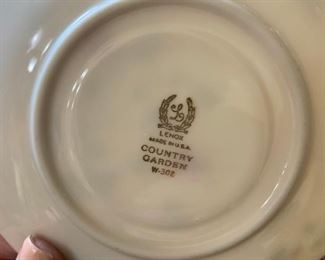 L
LENOX
MADE IN U.S.A.
COUNTRY
GARDEN
W-302